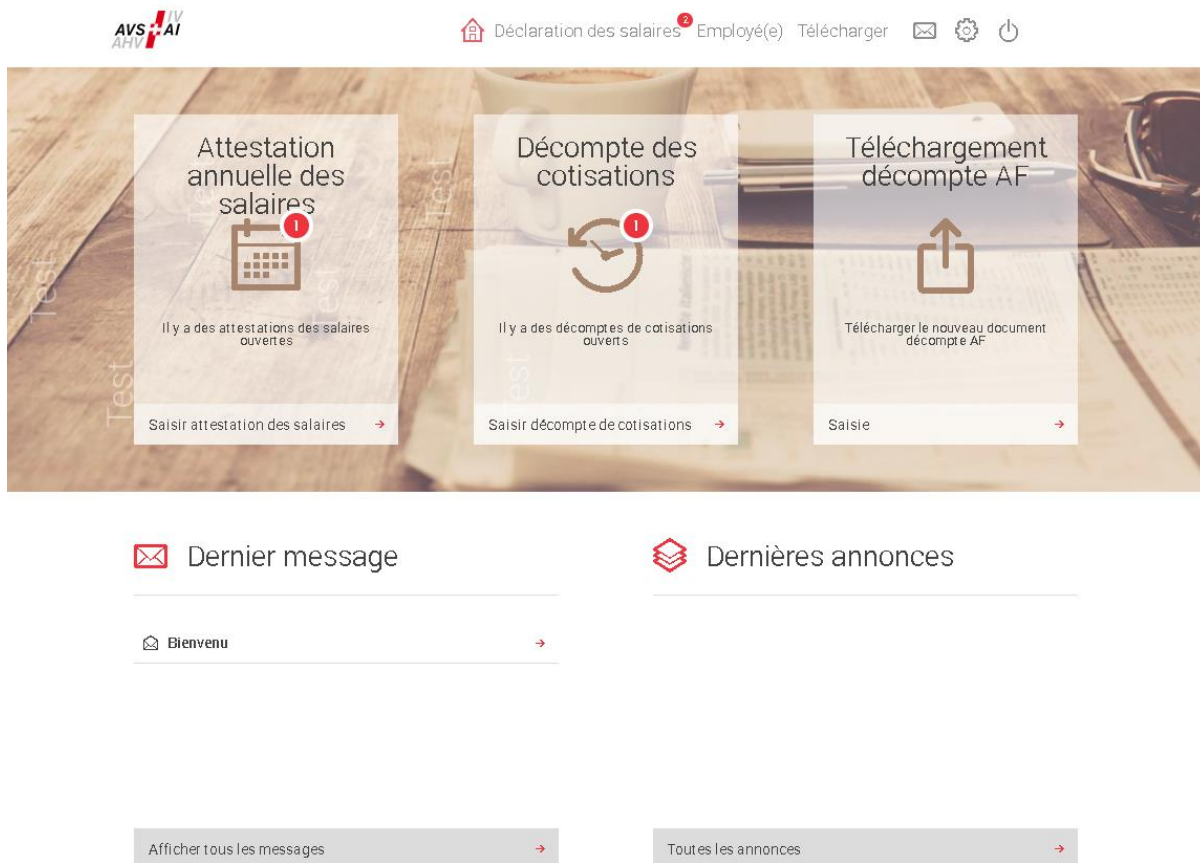 IV
AVS AI
AHV
Déclaration des salaires 2 Employé(e) Télécharger
Attestation
annuelle des
salaires
1
Il y a des attestations des salaires
ouvertes
Saisir attestation des salaires
Décompte des
cotisations
1
Il y a des décomptes de cotisations
ouverts
Saisir décompte de cotisations
Téléchargement
décompte AF
Télécharger le nouveau document
décompte AF
Saisie
Test
Test
Test
Test
Test
Dernier message
Bienvenu
Afficher tous les messages
Dernières annonces
Toutes les annonces